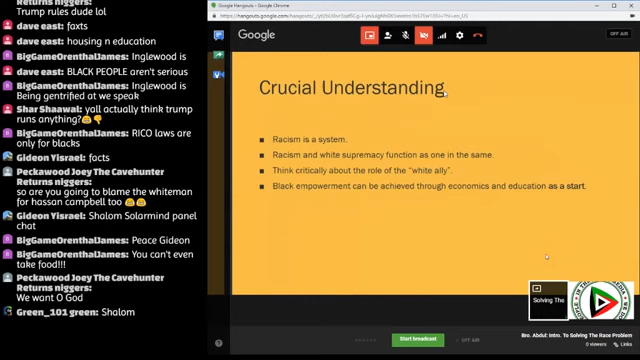 Returns niggers:
Trump rules dude lol
dave east: faxts
dave east: housing n education
BigGameOrenthalJames: Inglewood is
dave east: BLACK PEOPLE aren't serious
BigGameOrenthalJames: Inglewood is
Being gentrified at we speak
Shar Shaawal: yall actually think trump
runs anything?
BigGameOrenthalJames: RICO laws are
only for blacks
Gideon Yisrael: facts
Peckawood Joey The Cavehunter
Returns niggers:
so are you going to blame the whiteman
for hassan campbell too
Gideon Yisrael: Shalom Solarmind panel
chat
BigGameOrenthalJames: Peace Gideon
BigGameOrenthalJames: You can't even
take food!!!
Peckawood Joey The Cavehunter
Returns niggers:
We want O God
Green_101 green: Shalom
Google Hangouts - Google Chrome
Google
Crucial Understanding
Racism is a system.
Racism and white supremacy function as one in the same.
Think critically about the role of the "white ally".
Black empowerment can be achieved through economics and education as a start.
Solving The
Start broadcast
OFF AIR
Bro. Abdul: Intro. To Solving The Race Problem
0 viewers
Links